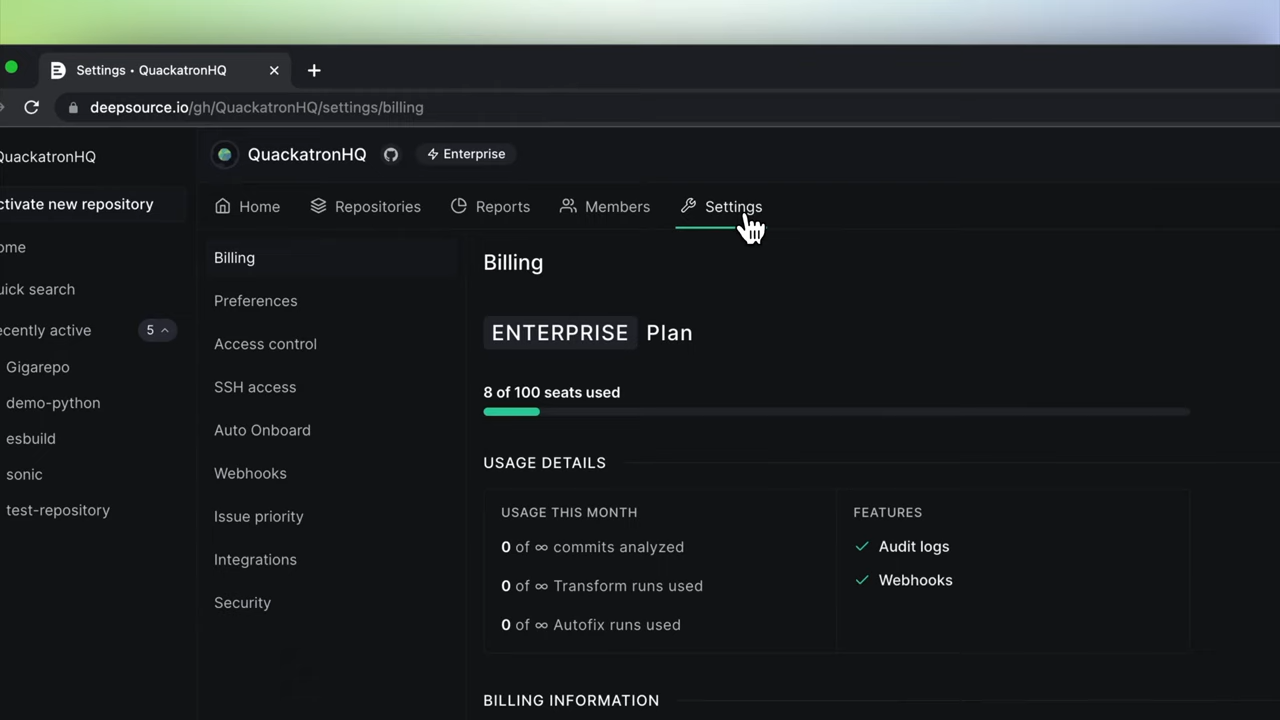 Settings • QuackatronHQ
deepsource.io/gh/QuackatronHQ/settings/billing
QuackatronHQ
Enterprise
Home
Repositories
Reports
Members
Settings
uackatronHQ
ctivate new repository
ome
uick search
ecently active 5
Gigarepo
demo-python
esbuild
sonic
test-repository
Billing
Preferences
Access control
SSH access
Auto Onboard
Webhooks
Issue priority
Integrations
Security
Billing
ENTERPRISE Plan
8 of 100 seats used
USAGE DETAILS
USAGE THIS MONTH
0 of ∞ commits analyzed
0 of ∞ Transform runs used
0 of ∞ Autofix runs used
FEATURES
Audit logs
Webhooks
BILLING INFORMATION